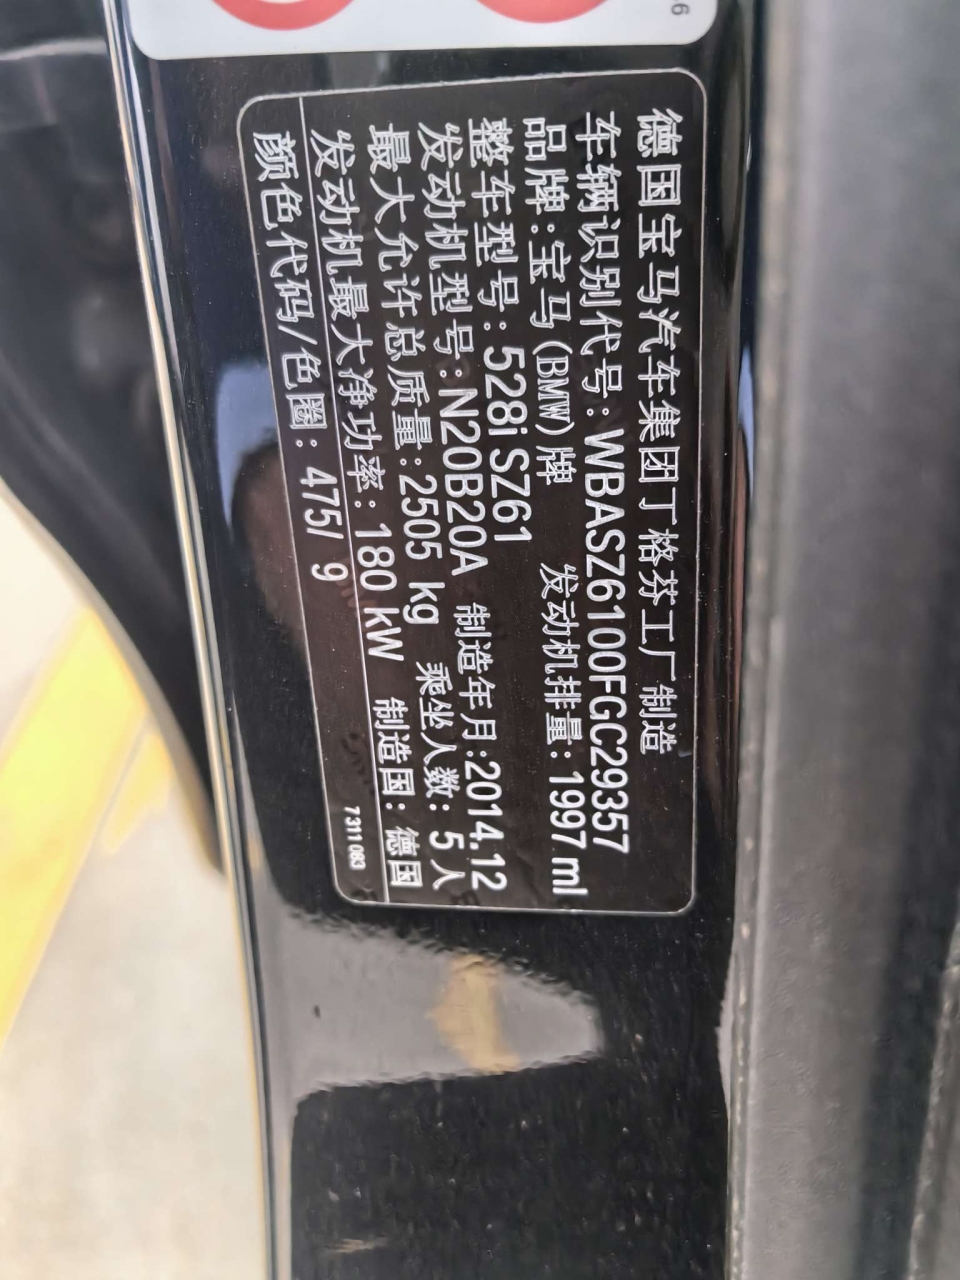 德国宝马汽车集团丁格芬工厂制造
车辆识别代号:WBASZ6100FGC29357
品牌:宝马(BMW)牌 发动机排量:1997 ml
整车型号:528i SZ61
发动机型号:N20B20A 制造年月:2014.12
最大允许总质量:2505 kg 乘坐人数:5人
发动机最大净功率:180 kW 制造国:德国
颜色代码/色圈: 475/ 9
7311 083